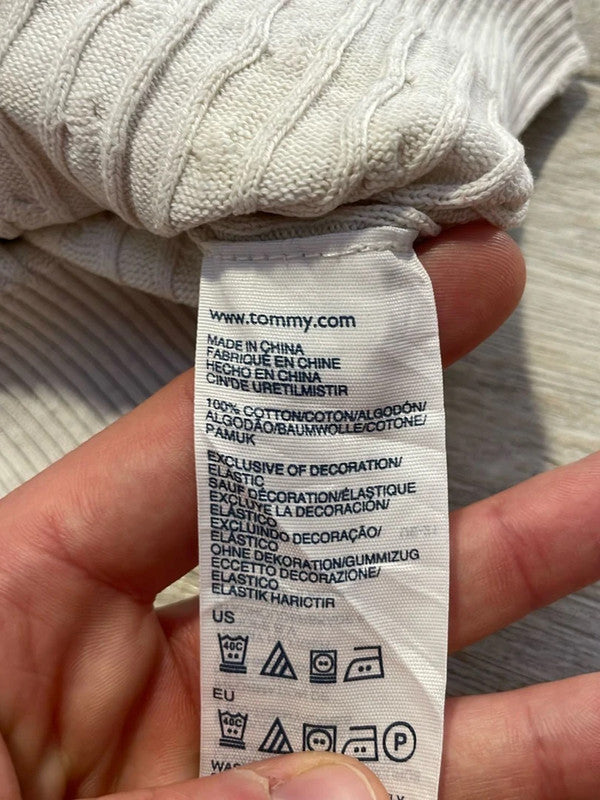 www.tommy.com
MADE IN CHINA
FABRIQUÉ EN CHINE
HECHO EN CHINA
CIN'DE URETILMISTIR
100% COTTON/COTON/ALGODÓN/
ALGODÃO/BAUMWOLLE/COTONE/
PAMUK
EXCLUSIVE OF DECORATION/
ELASTIC
SAUF DÉCORATION/ÉLASTIQUE
EXCLUYE LA DECORACIÓN/
ELÁSTICO
EXCLUINDO DECORAÇÃO/
ELÁSTICO
OHNE DEKORATION/GUMMIZUG
ECCETTO DECORAZIONE/
ELASTICO
ELASTIK HARICTIR
US
40C
EU
40C
P